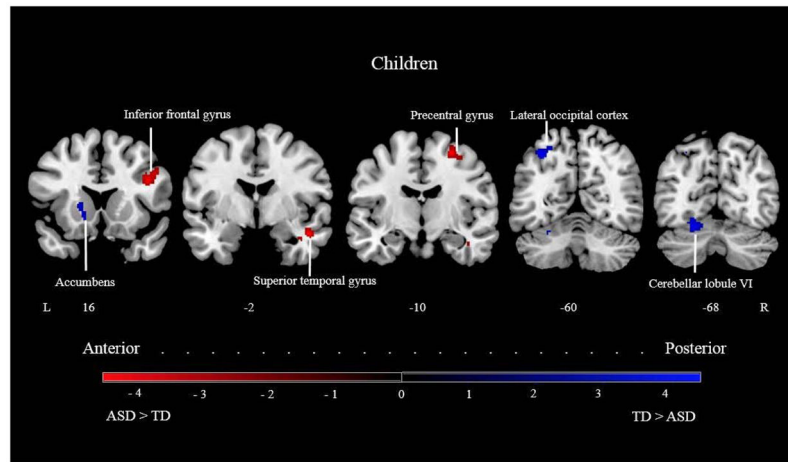 Children
Inferior frontal gyrus
Precentral gyrus
Lateral occipital cortex
Accumbens
Superior temporal gyrus
Cerebellar lobule VI
L 16 -2 -10 -60 -68 R
Anterior . . . . . . . . . . . . . . . . Posterior
- 4 - 3 - 2 - 1 0 1 2 3 4
ASD > TD TD > ASD